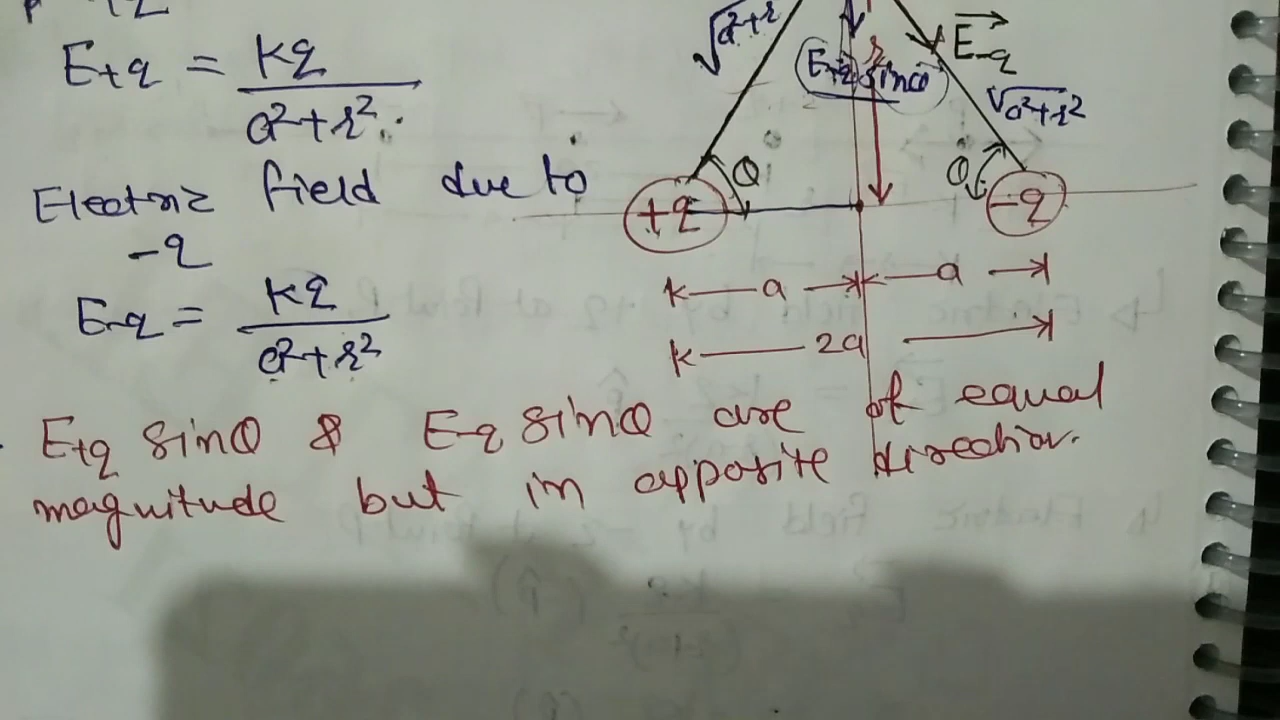 E+q = kq / a²+r².
Electric field due to
-q
E-q = kq / a²+r²
E+q sinθ & E-q sinθ are of equal
magnitude but in opposite direction.
√a²+r
r
E-q
E+q sinθ
√a²+r²
θ
θ
+q
-q
a
a
2a